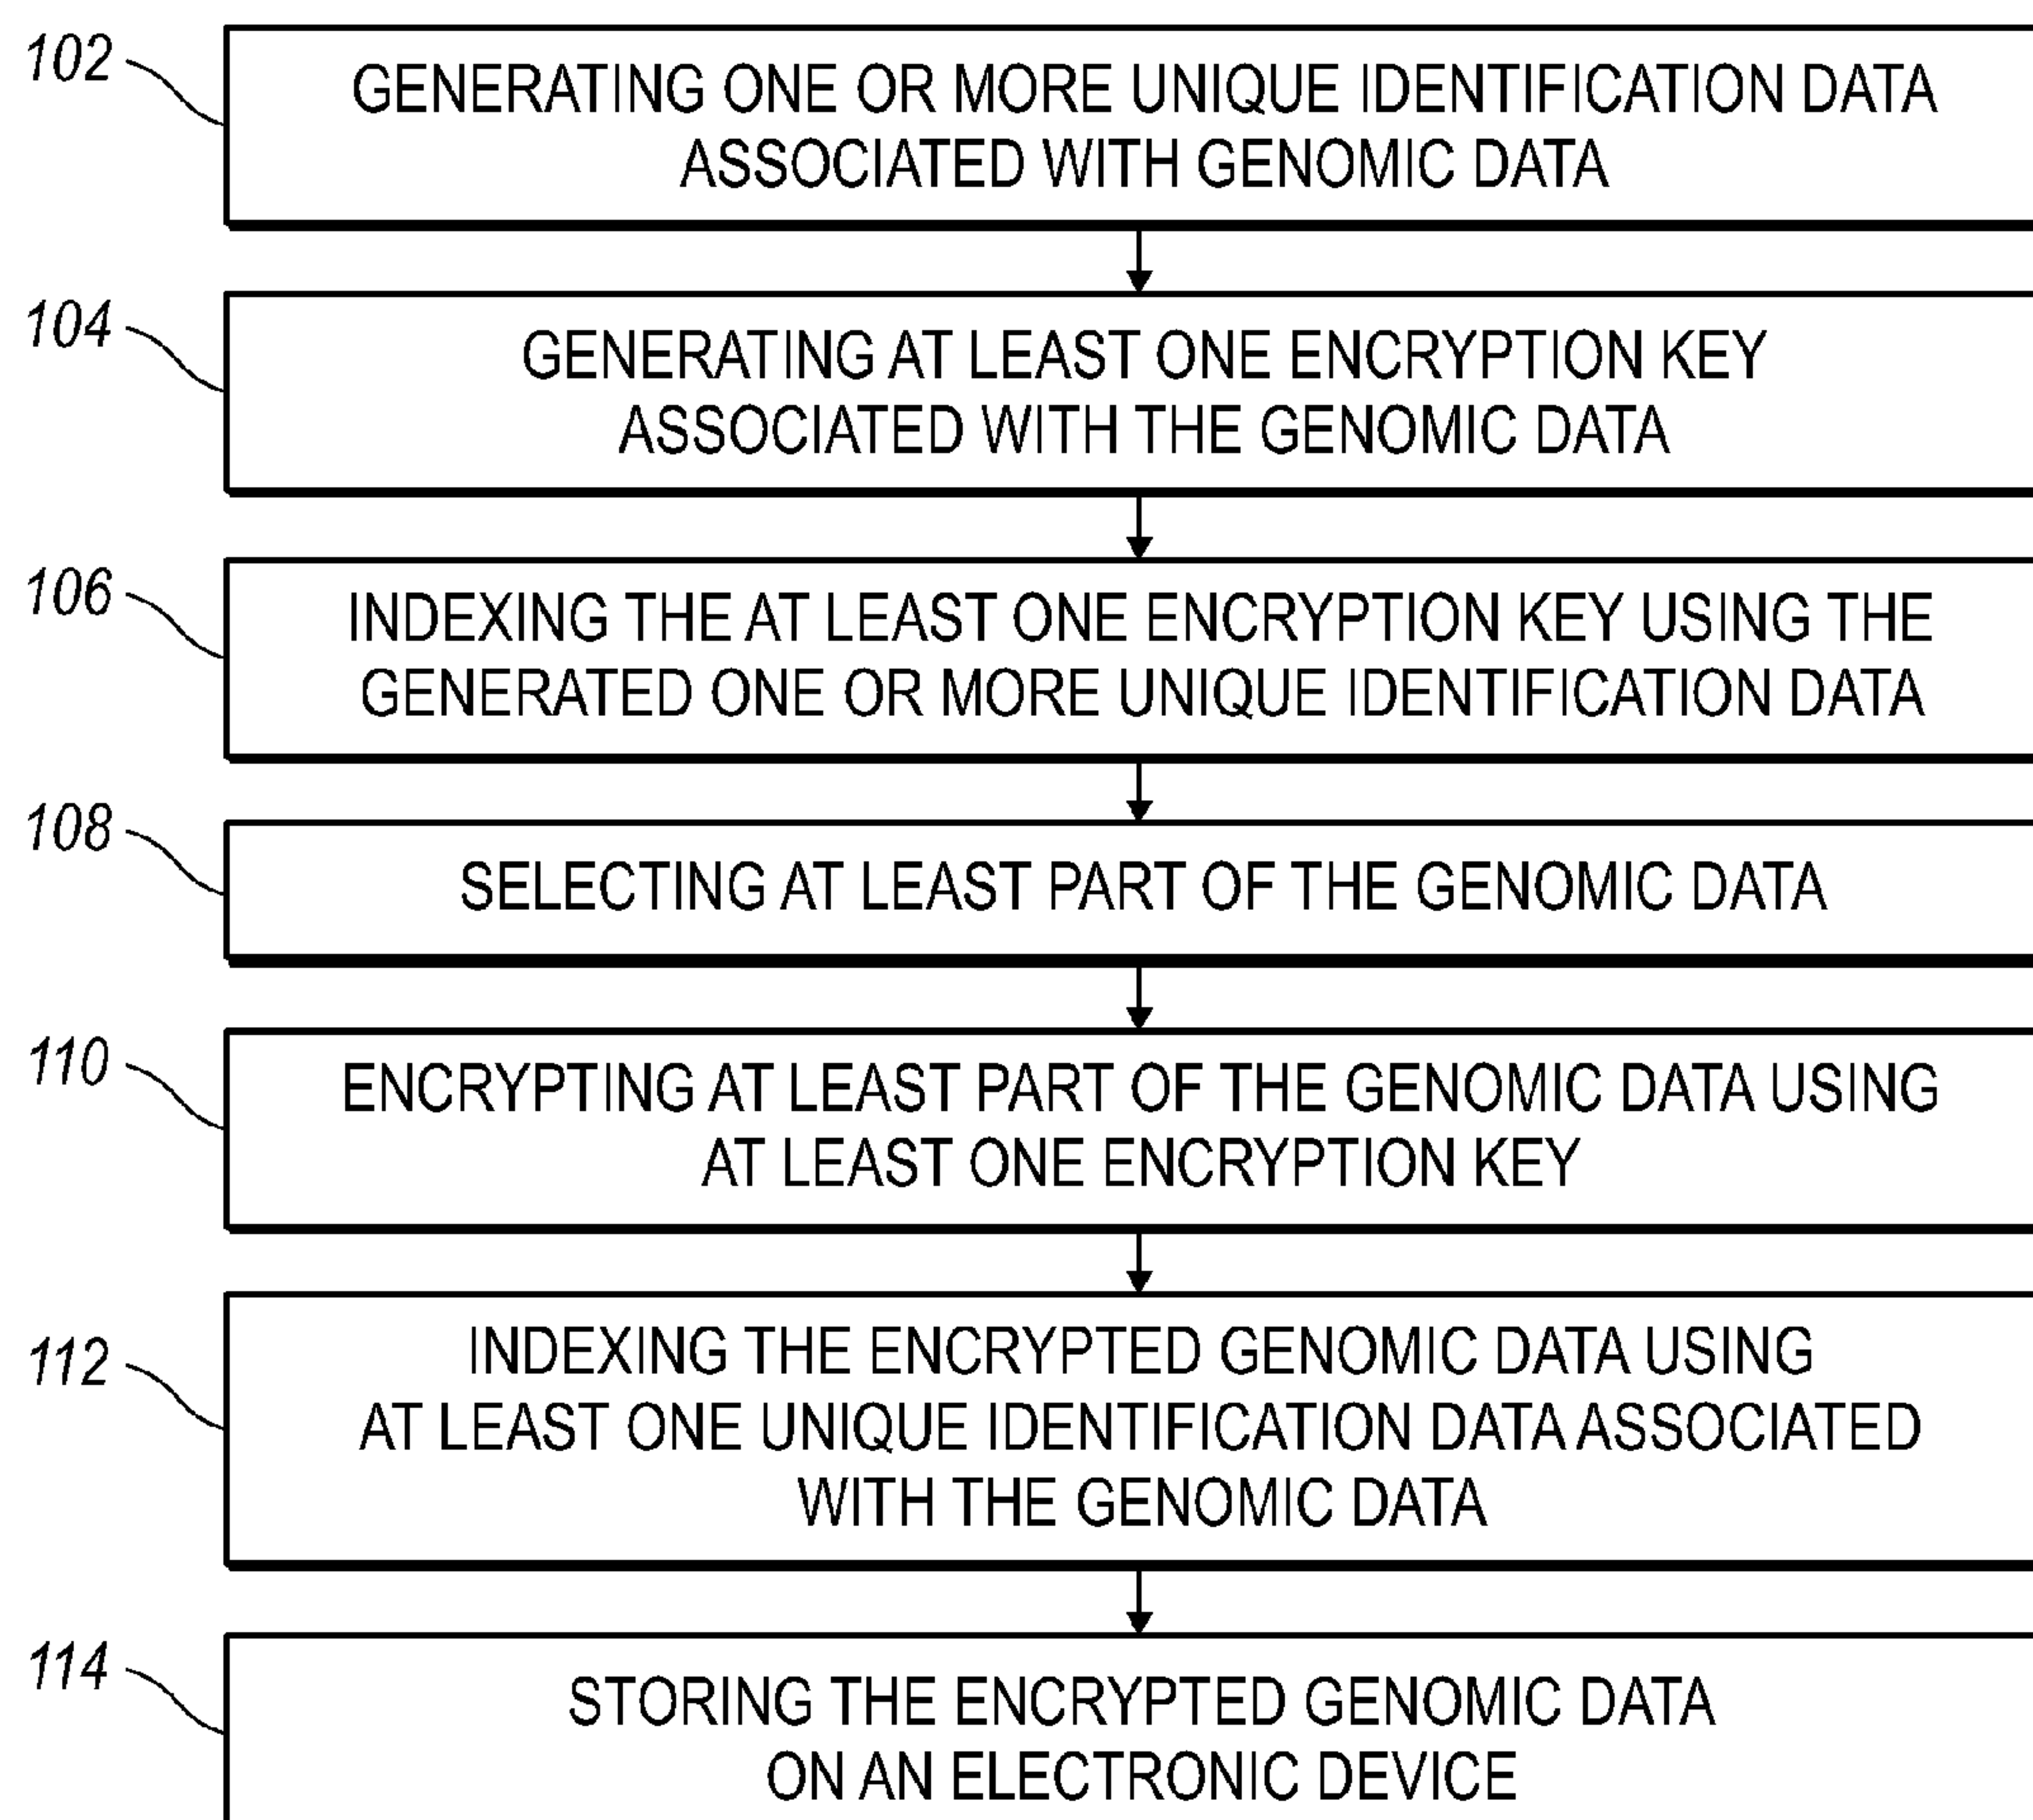 102
GENERATING ONE OR MORE UNIQUE IDENTIFICATION DATA
ASSOCIATED WITH GENOMIC DATA
104
GENERATING AT LEAST ONE ENCRYPTION KEY
ASSOCIATED WITH THE GENOMIC DATA
106
INDEXING THE AT LEAST ONE ENCRYPTION KEY USING THE
GENERATED ONE OR MORE UNIQUE IDENTIFICATION DATA
108
SELECTING AT LEAST PART OF THE GENOMIC DATA
110
ENCRYPTING AT LEAST PART OF THE GENOMIC DATA USING
AT LEAST ONE ENCRYPTION KEY
112
INDEXING THE ENCRYPTED GENOMIC DATA USING
AT LEAST ONE UNIQUE IDENTIFICATION DATA ASSOCIATED
WITH THE GENOMIC DATA
114
STORING THE ENCRYPTED GENOMIC DATA
ON AN ELECTRONIC DEVICE